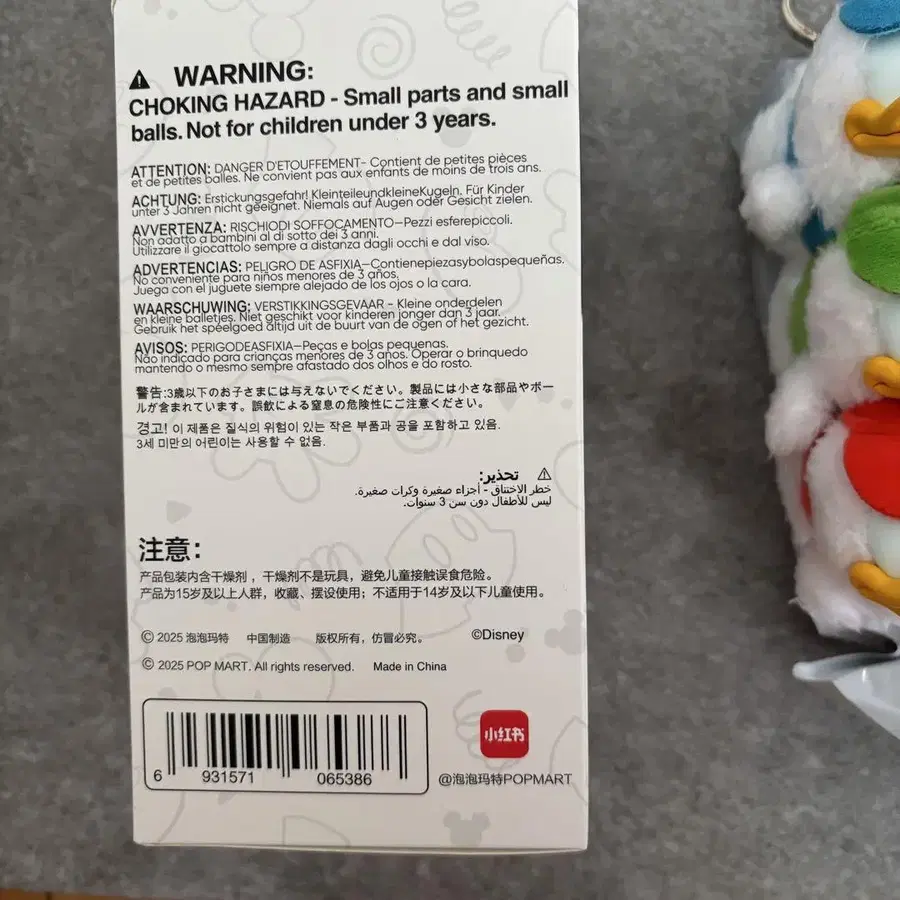 ⚠ WARNING:
CHOKING HAZARD - Small parts and small
balls. Not for children under 3 years.
ATTENTION: DANGER D'ETOUFFEMENT- Contient de petites pièces
et de petites balles. Ne convient pas aux enfants de moins de trois ans.
ACHTUNG: Erstickungsgefahr! KleinteileundkleineKugeln. Für Kinder
unter 3 Jahren nicht geeignet. Niemals auf Augen oder Gesicht zielen.
AVVERTENZA: RISCHIODI SOFFOCAMENTO—Pezzi esferepiccoli.
Non adatto a bambini al di sotto dei 3 anni.
Utilizzare il giocattolo sempre a distanza dagli occhi e dal viso.
ADVERTENCIAS: PELIGRO DE ASFIXIA—Contienepiezasybolaspequeñas.
No conveniente para niños menores de 3 años.
Juega con el juguete siempre alejado de los ojos o la cara.
WAARSCHUWING: VERSTIKKINGSGEVAAR - Kleine onderdelen
en kleine balletjes. Niet geschikt voor kinderen jonger dan 3 jaar.
Gebruik het speelgoed altijd uit de buurt van de ogen of het gezicht.
AVISOS: PERIGODEASFIXIA—Peças e bolas pequenas.
Não indicado para crianças menores de 3 años. Operar o brinquedo
mantendo o mesmo sempre afastado dos olhos e do rosto.
警告:3歳以下のお子さまには与えないでください。製品には小さな部品やボー
ルが含まれています。誤飲による窒息の危険性にご注意ください。
경고! 이 제품은 질식의 위험이 있는 작은 부품과 공을 포함하고 있음.
3세 미만의 어린이는 사용할 수 없음.
⚠ تحذير:
خطر الاختناق - أجزاء صغيرة وكرات صغيرة.
ليس للأطفال دون سن 3 سنوات.
注意:
产品包装内含干燥剂，干燥剂不是玩具，避免儿童接触误食危险。
产品为15岁及以上人群，收藏、摆设使用；不适用于14岁及以下儿童使用。
© 2025 泡泡玛特 中国制造 版权所有，仿冒必究。 ©Disney
© 2025 POP MART. All rights reserved. Made in China
小红书
6 931571 065386
@泡泡玛特POPMART